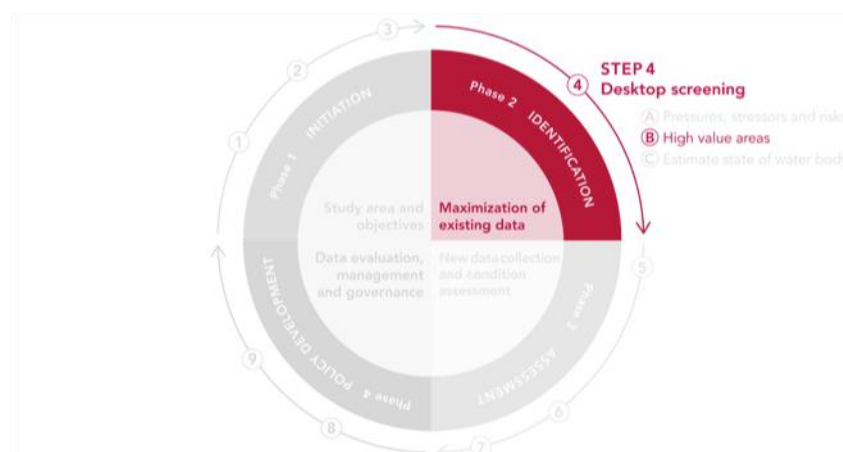 3
2
1
Phase 1 INITIATION
Phase 2 IDENTIFICATION
4
STEP 4
Desktop screening
A Pressures, stressors and risks
B High value areas
C Estimate state of water bod
Study area and
objectives
Maximization of
existing data
Data evaluation,
management
and governance
New data collection
and condition
assessment
5
Phase 3 ASSESSMENT
6
7
8
Phase 4 POLICY DEVELOPMENT
9